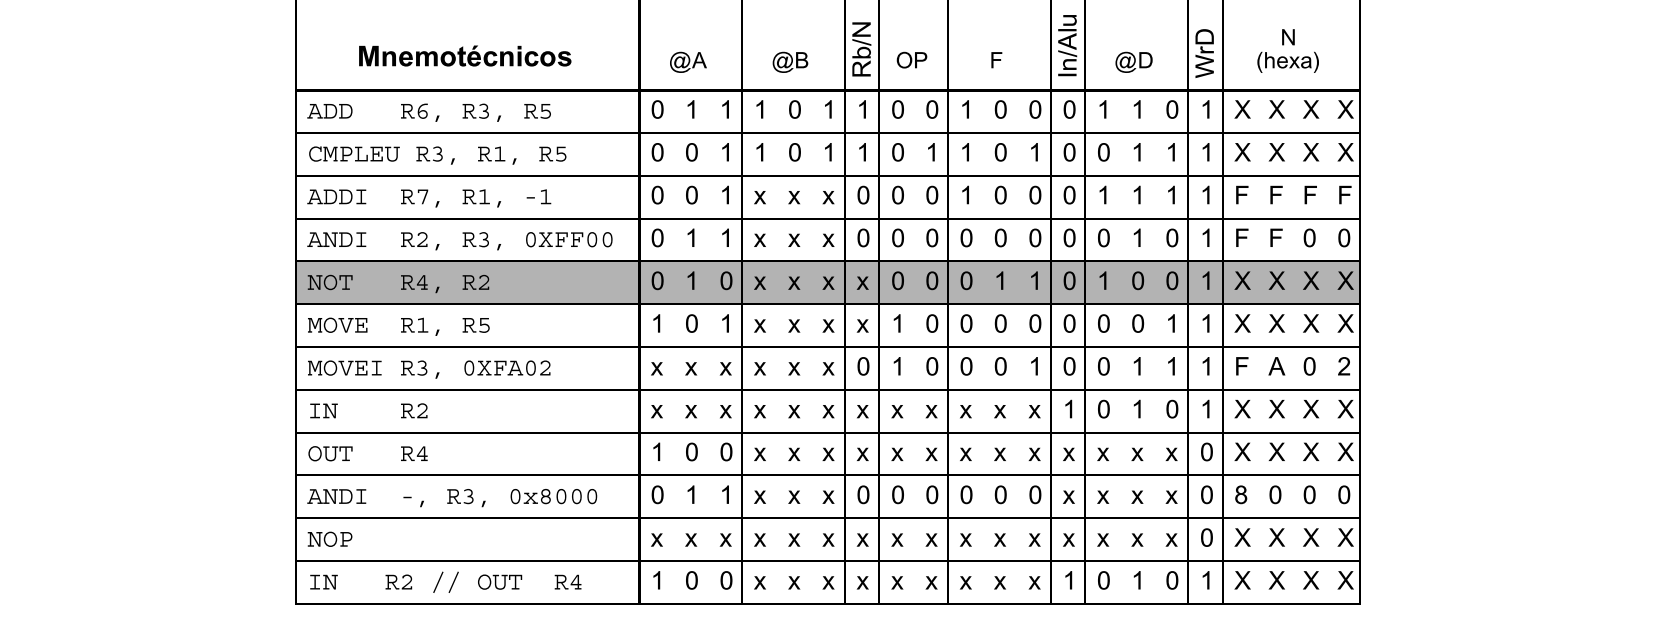 Mnemotécnicos @A @B Rb/N OP F In/Alu @D WrD N (hexa)
ADD R6, R3, R5 0 1 1 1 0 1 1 0 0 1 0 0 0 1 1 0 1 X X X X
CMPLEU R3, R1, R5 0 0 1 1 0 1 1 0 1 1 0 1 0 0 1 1 1 X X X X
ADDI R7, R1, -1 0 0 1 x x x 0 0 0 1 0 0 0 1 1 1 1 F F F F
ANDI R2, R3, 0XFF00 0 1 1 x x x 0 0 0 0 0 0 0 0 1 0 1 F F 0 0
NOT R4, R2 0 1 0 x x x x 0 0 0 1 1 0 1 0 0 1 X X X X
MOVE R1, R5 1 0 1 x x x x 1 0 0 0 0 0 0 0 1 1 X X X X
MOVEI R3, 0XFA02 x x x x x x 0 1 0 0 0 1 0 0 1 1 1 F A 0 2
IN R2 x x x x x x x x x x x x 1 0 1 0 1 X X X X
OUT R4 1 0 0 x x x x x x x x x x x x x 0 X X X X
ANDI -, R3, 0x8000 0 1 1 x x x 0 0 0 0 0 0 x x x x 0 8 0 0 0
NOP x x x x x x x x x x x x x x x x 0 X X X X
IN R2 // OUT R4 1 0 0 x x x x x x x x x 1 0 1 0 1 X X X X